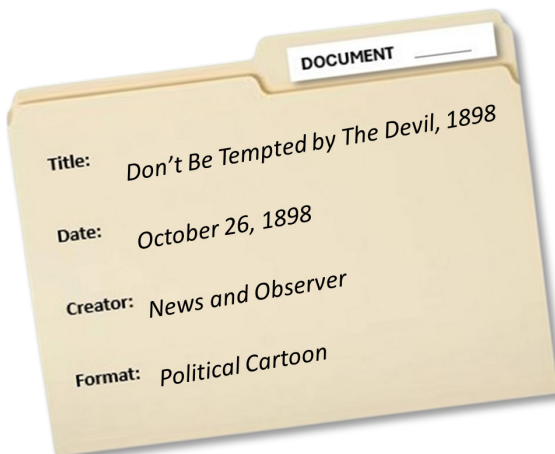 DOCUMENT ______
Title: Don't Be Tempted by The Devil, 1898
Date: October 26, 1898
Creator: News and Observer
Format: Political Cartoon